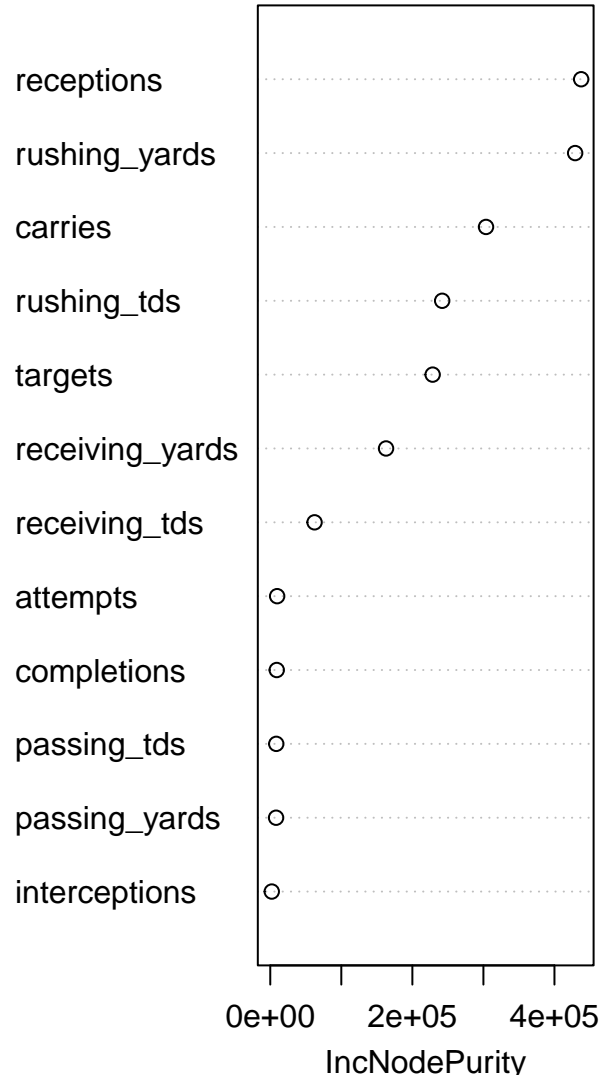 receptions
rushing_yards
carries
rushing_tds
targets
receiving_yards
receiving_tds
attempts
completions
passing_tds
passing_yards
interceptions
0e+00 2e+05 4e+05
IncNodePurity